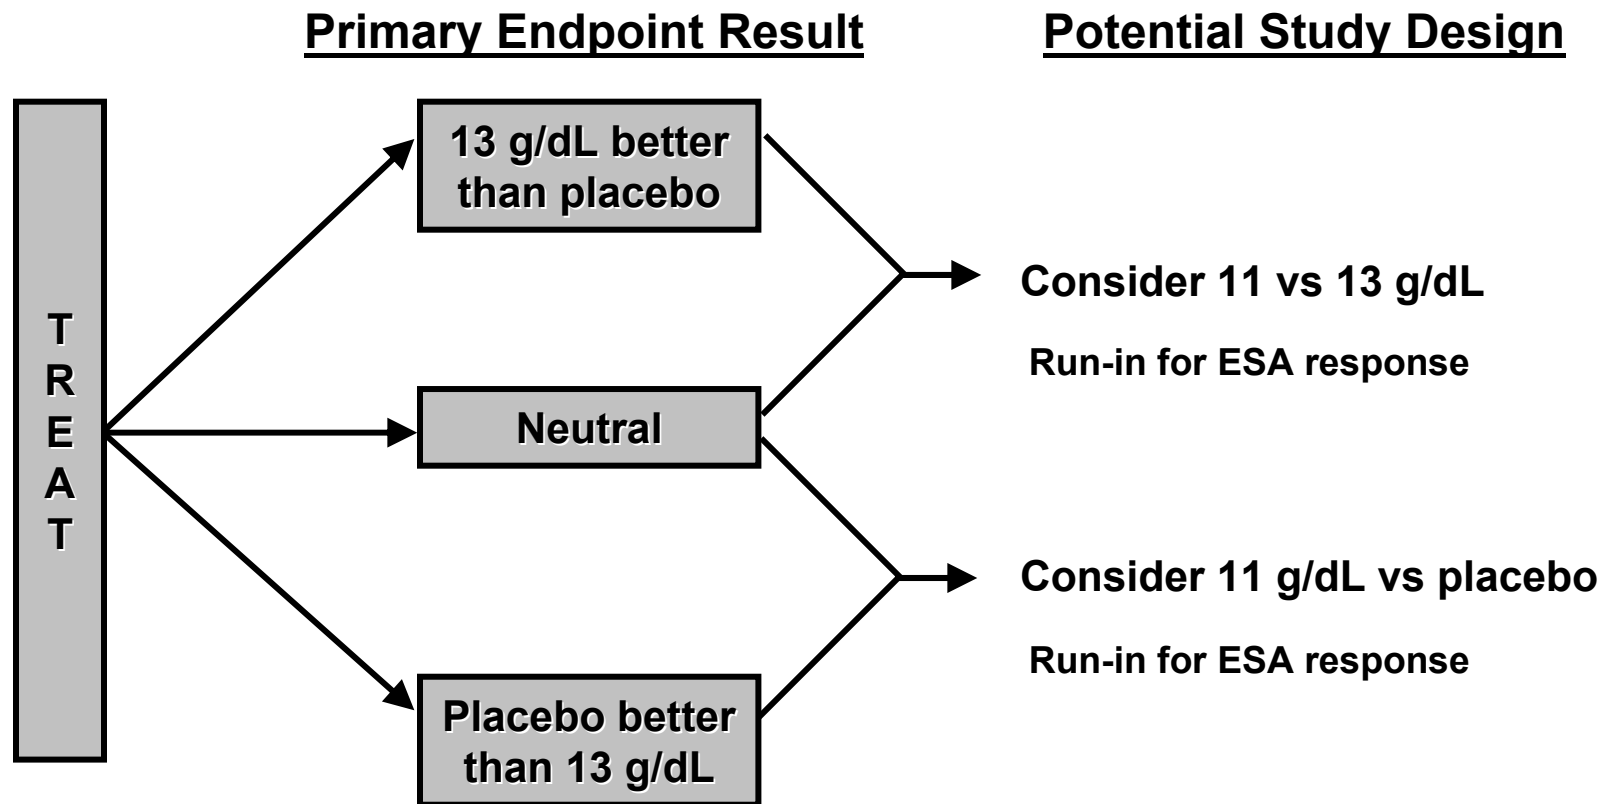 Primary Endpoint Result
Potential Study Design
T
R
E
A
T
13 g/dL better
than placebo
Neutral
Placebo better
than 13 g/dL
Consider 11 vs 13 g/dL
Run-in for ESA response
Consider 11 g/dL vs placebo
Run-in for ESA response